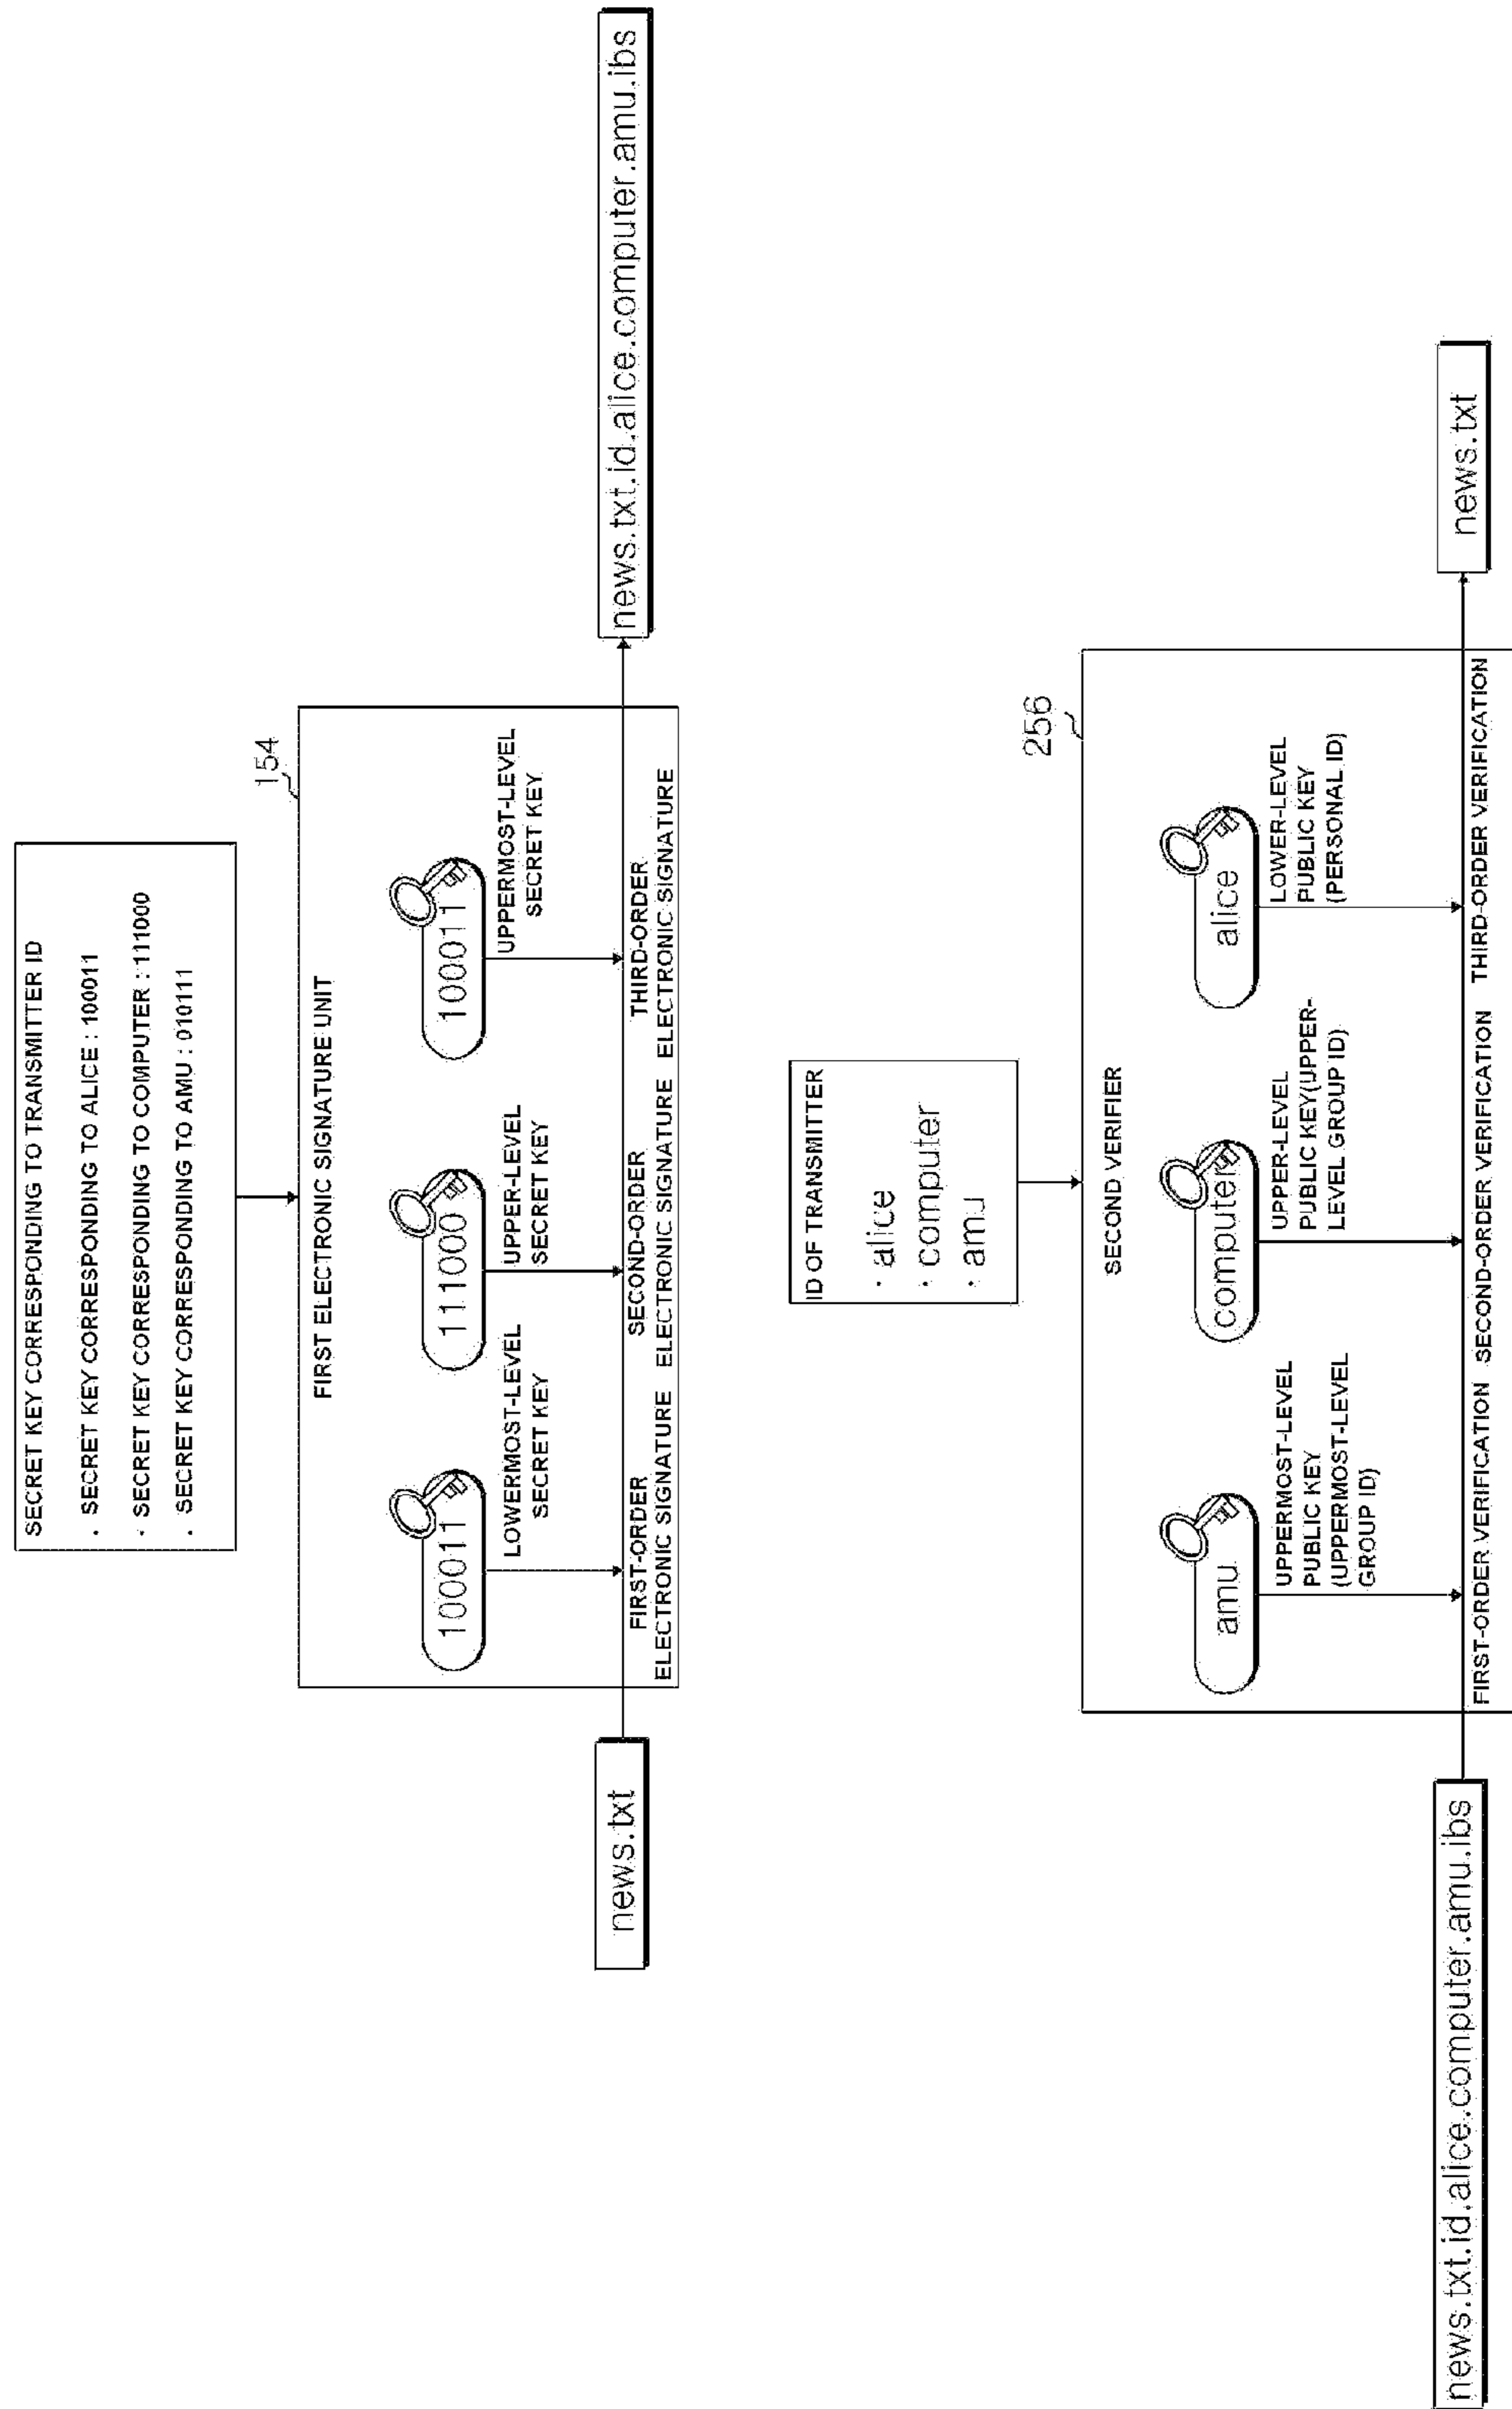 SECRET KEY CORRESPONDING TO TRANSMITTER ID
· SECRET KEY CORRESPONDING TO ALICE : 100011
· SECRET KEY CORRESPONDING TO COMPUTER : 111000
· SECRET KEY CORRESPONDING TO AMU : 010111
154
FIRST ELECTRONIC SIGNATURE UNIT
100011
111000
100011
LOWERMOST-LEVEL
SECRET KEY
UPPER-LEVEL
SECRET KEY
UPPERMOST-LEVEL
SECRET KEY
news.txt
news.txt.id.alice.computer.amu.ibs
FIRST-ORDER
ELECTRONIC SIGNATURE
SECOND-ORDER
ELECTRONIC SIGNATURE
THIRD-ORDER
ELECTRONIC SIGNATURE
ID OF TRANSMITTER
· alice
· computer
· amu
256
SECOND VERIFIER
amu
computer
alice
UPPERMOST-LEVEL
PUBLIC KEY
(UPPERMOST-LEVEL
GROUP ID)
UPPER-LEVEL
PUBLIC KEY(UPPER-
LEVEL GROUP ID)
LOWER-LEVEL
PUBLIC KEY
(PERSONAL ID)
news.txt.id.alice.computer.amu.ibs
news.txt
FIRST-ORDER VERIFICATION
SECOND-ORDER VERIFICATION
THIRD-ORDER VERIFICATION